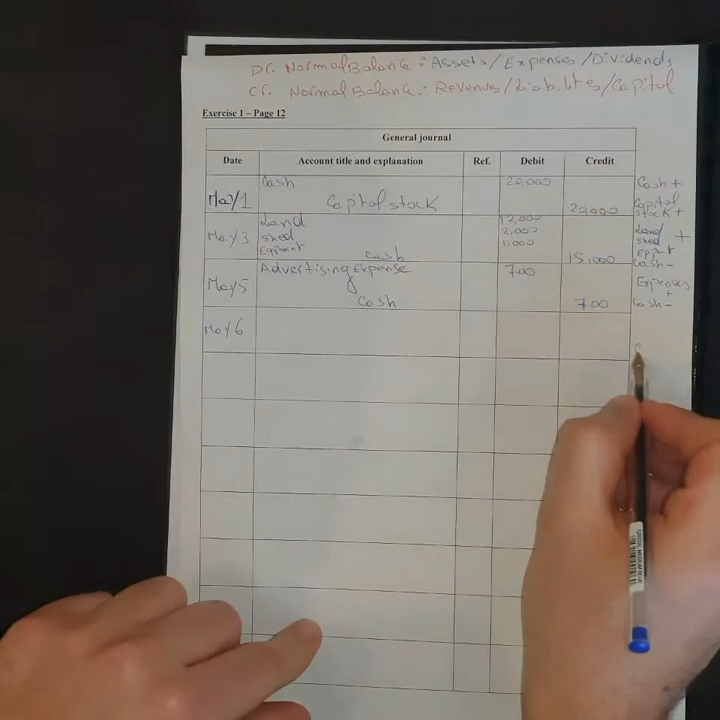 Dr. Normal Balance: Assets/Expenses/Dividends
Cr. Normal Balance: Revenues/Liabilites/Capital
Exercise 1 – Page 12
General journal
Date Account title and explanation Ref. Debit Credit
May 1 Cash 20,000 Cash +
Capital stock 20,000 Capital stock +
May 3 Land 12,000 Land
shed 2,000 shed +
1,000
cash 15,000 Cash -
May 5 Advertising Expense 700 Expenses +
Cash 700 Cash -
May 6